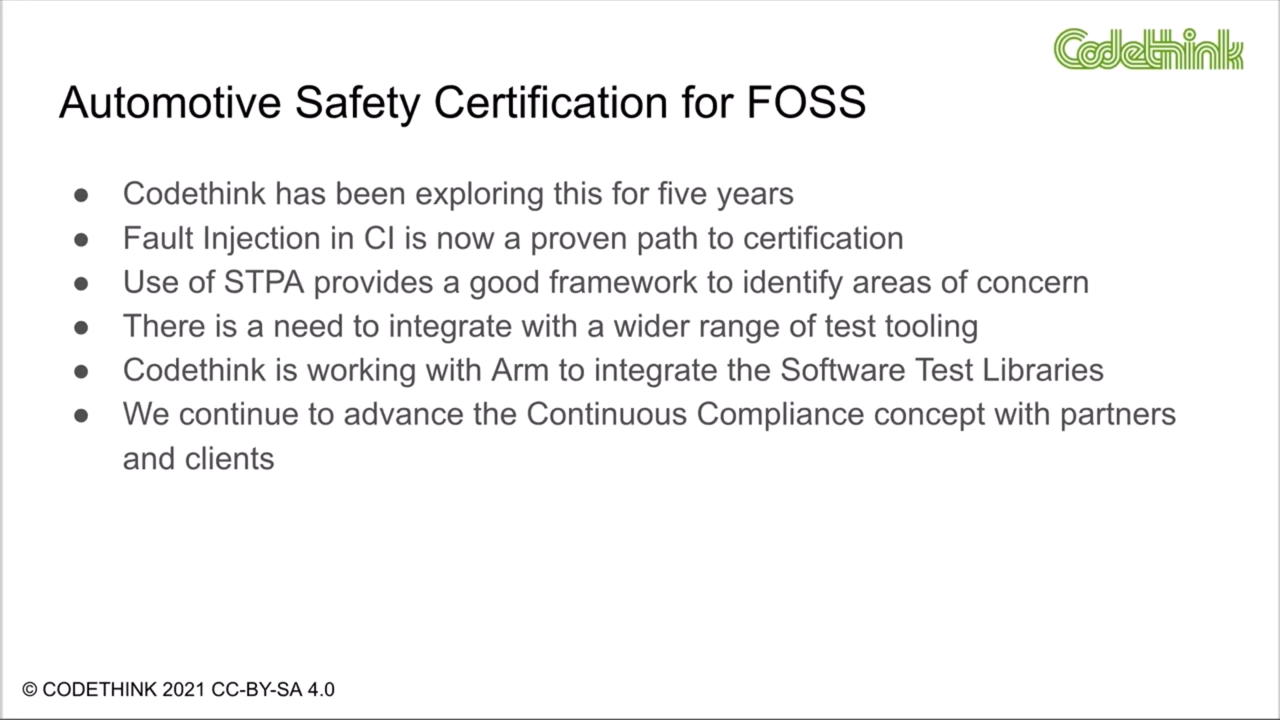 Codethink
Automotive Safety Certification for FOSS
● Codethink has been exploring this for five years
● Fault Injection in CI is now a proven path to certification
● Use of STPA provides a good framework to identify areas of concern
● There is a need to integrate with a wider range of test tooling
● Codethink is working with Arm to integrate the Software Test Libraries
● We continue to advance the Continuous Compliance concept with partners
and clients
© CODETHINK 2021 CC-BY-SA 4.0